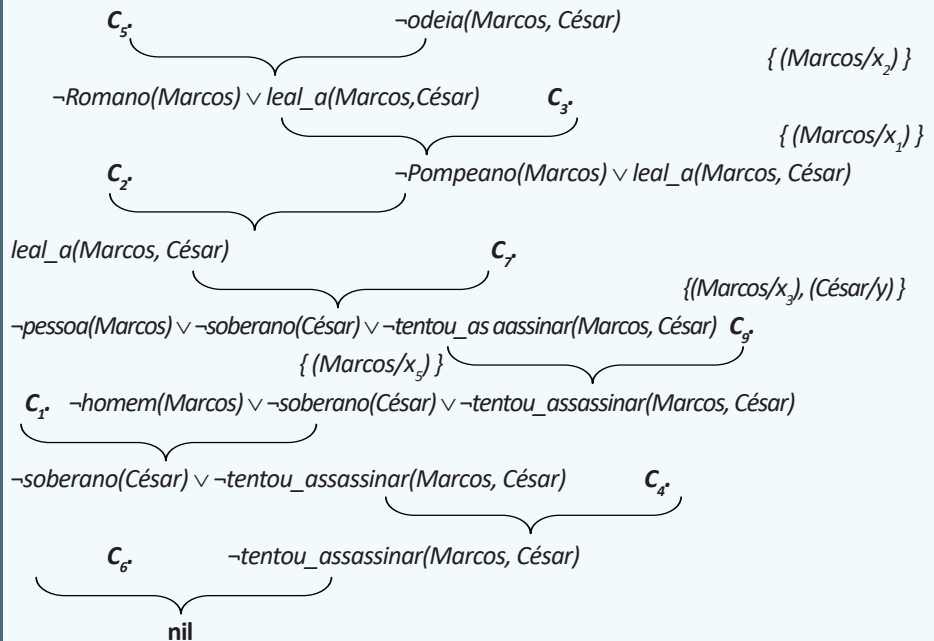 C₅. ¬odeia(Marcos, César)
{ (Marcos/x₂) }
¬Romano(Marcos) ∨ leal_a(Marcos,César) C₃.
{ (Marcos/x₁) }
C₂. ¬Pompeano(Marcos) ∨ leal_a(Marcos, César)
leal_a(Marcos, César) C₇.
{(Marcos/x₃), (César/y) }
¬pessoa(Marcos) ∨ ¬soberano(César) ∨ ¬tentou_as aassinar(Marcos, César) C₉.
{ (Marcos/x₅) }
C₁. ¬homem(Marcos) ∨ ¬soberano(César) ∨ ¬tentou_assassinar(Marcos, César)
¬soberano(César) ∨ ¬tentou_assassinar(Marcos, César) C₄.
C₆. ¬tentou_assassinar(Marcos, César)
nil